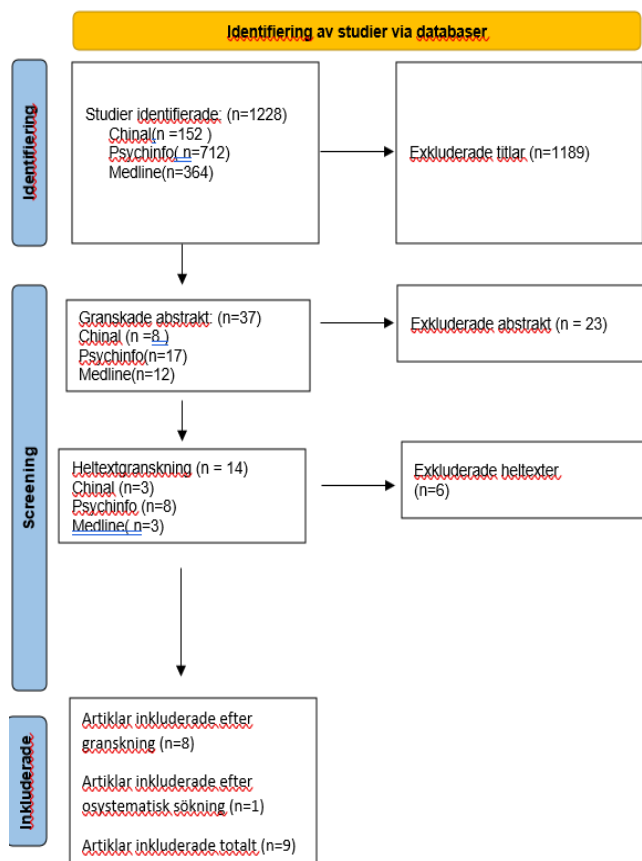 Identifiering av studier via databaser
Identifiering
Studier identifierade: (n=1228)
Chinal(n =152 )
Psychinfo( n=712)
Medline(n=364)
Exkluderade titlar (n=1189)
Screening
Granskade abstrakt: (n=37)
Chinal (n =8 )
Psychinfo(n=17)
Medline(n=12)
Exkluderade abstrakt (n = 23)
Heltextgranskning (n = 14)
Chinal (n=3)
Psychinfo (n=8)
Medline( n=3)
Exkluderade heltexter
(n=6)
Inkluderade
Artiklar inkluderade efter
granskning (n=8)
Artiklar inkluderade efter
osystematisk sökning (n=1)
Artiklar inkluderade totalt (n=9)